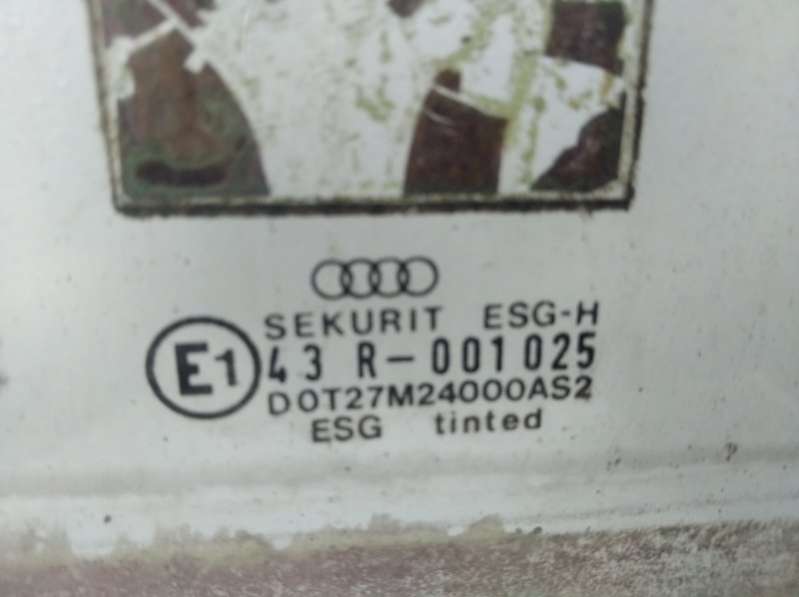 SEKURIT ESG-H
E1 43 R-001025
DOT27M24000AS2
ESG tinted